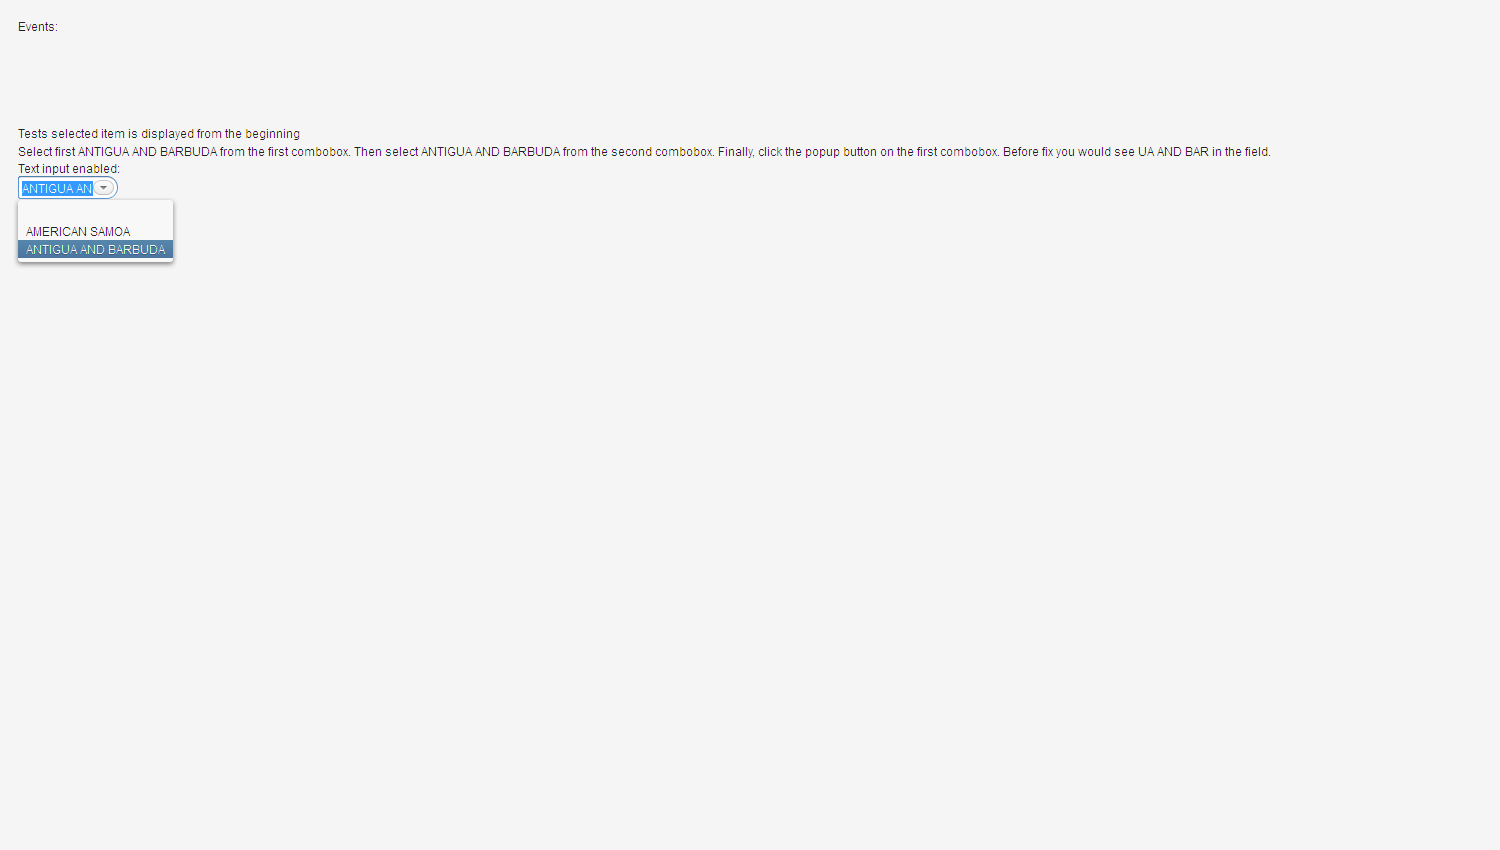 Events:
Tests selected item is displayed from the beginning
Select first ANTIGUA AND BARBUDA from the first combobox. Then select ANTIGUA AND BARBUDA from the second combobox. Finally, click the popup button on the first combobox. Before fix you would see UA AND BAR in the field.
Text input enabled:
ANTIGUA AN
AMERICAN SAMOA
ANTIGUA AND BARBUDA